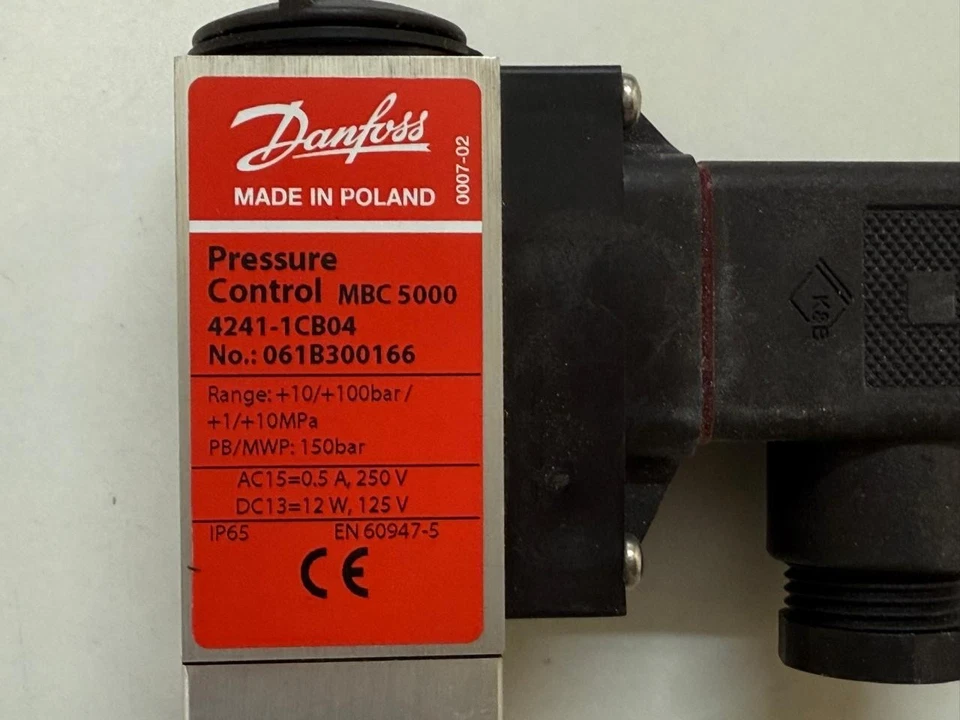 Danfoss
MADE IN POLAND
0007-02
Pressure
Control MBC 5000
4241-1CB04
No.: 061B300166
Range: +10/+100bar /
+1/+10MPa
PB/MWP: 150bar
AC15=0.5 A, 250 V
DC13=12 W, 125 V
IP65 EN 60947-5
CE
K&B